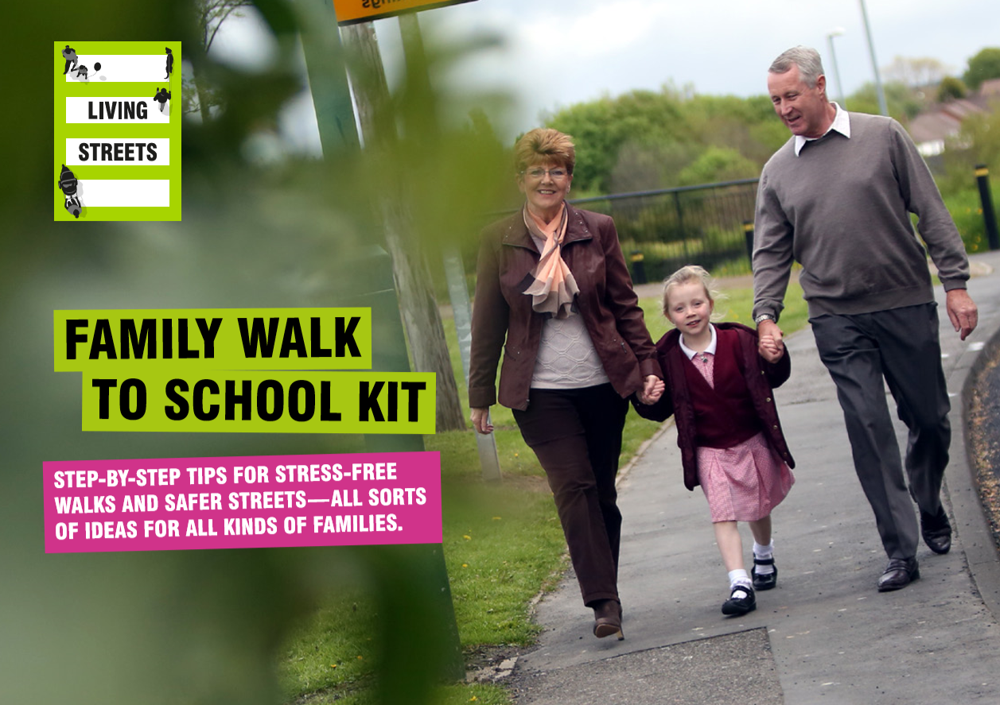 LIVING
STREETS
FAMILY WALK
TO SCHOOL KIT
STEP-BY-STEP TIPS FOR STRESS-FREE
WALKS AND SAFER STREETS—ALL SORTS
OF IDEAS FOR ALL KINDS OF FAMILIES.